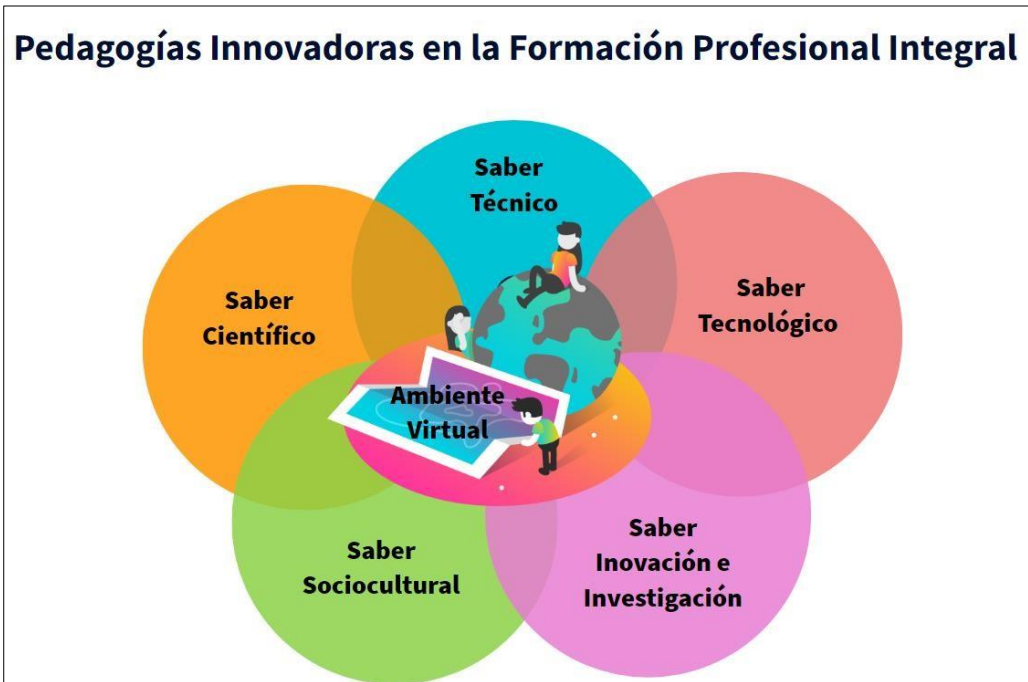 Pedagogías Innovadoras en la Formación Profesional Integral
Saber
Técnico
Saber
Científico
Saber
Tecnológico
Ambiente
Virtual
Saber
Sociocultural
Saber
Inovación e
Investigación